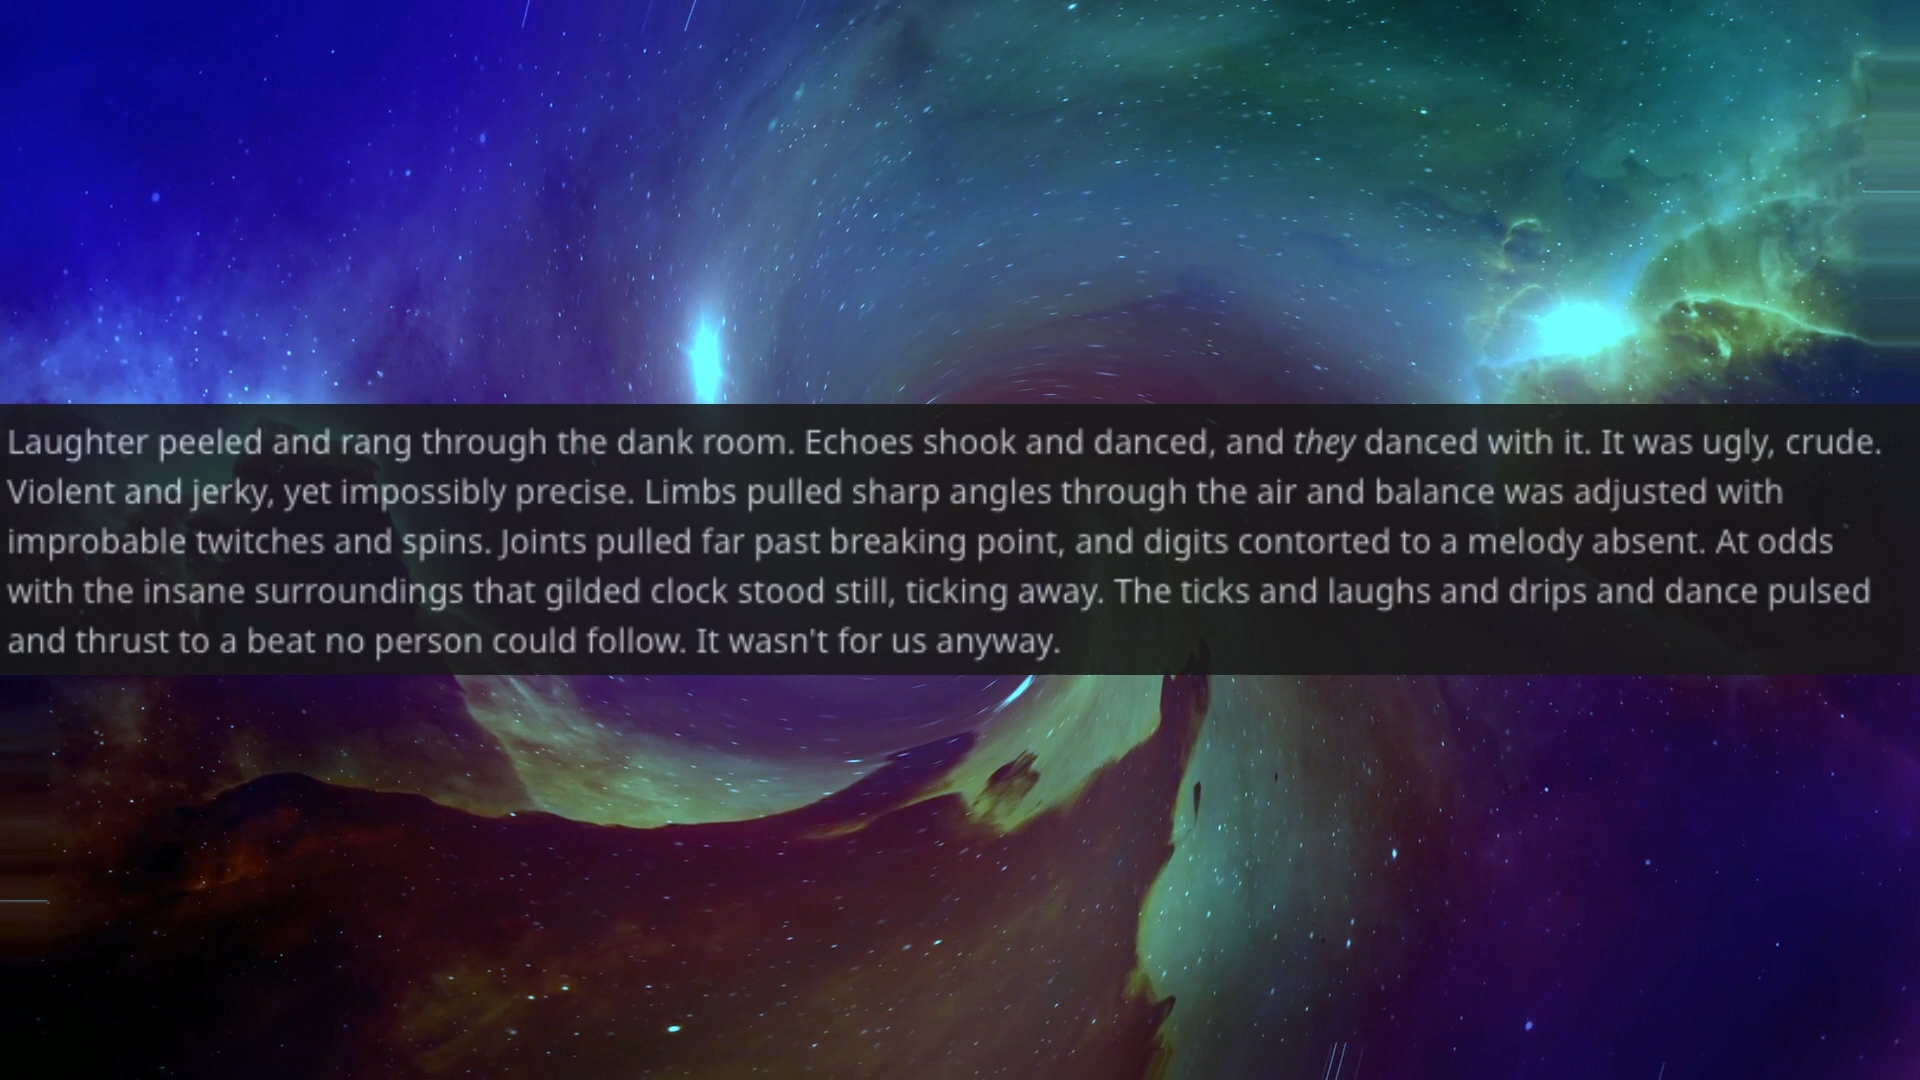 Laughter peeled and rang through the dank room. Echoes shook and danced, and they danced with it. It was ugly, crude.
Violent and jerky, yet impossibly precise. Limbs pulled sharp angles through the air and balance was adjusted with
improbable twitches and spins. Joints pulled far past breaking point, and digits contorted to a melody absent. At odds
with the insane surroundings that gilded clock stood still, ticking away. The ticks and laughs and drips and dance pulsed
and thrust to a beat no person could follow. It wasn't for us anyway.